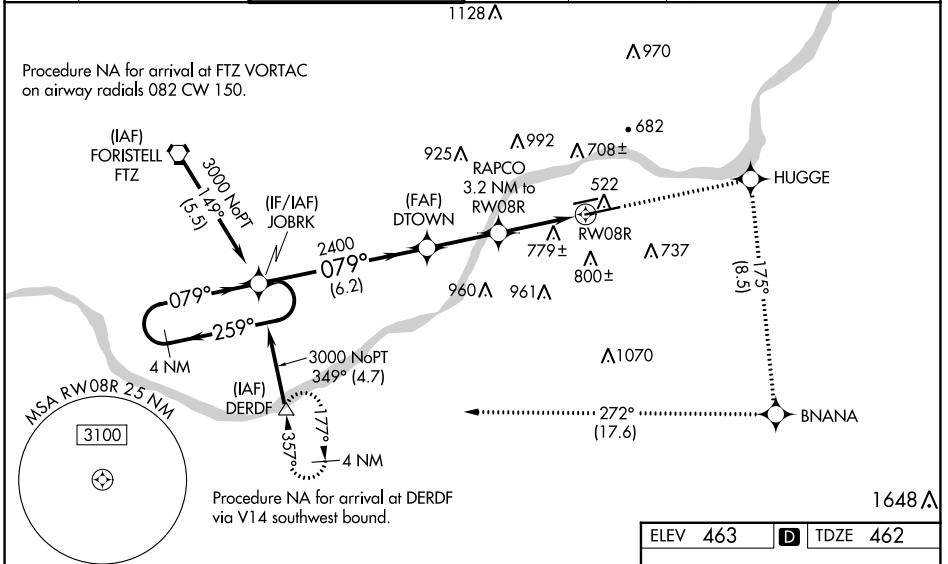 1128
970
Procedure NA for arrival at FTZ VORTAC
on airway radials 082 CW 150.
682
(IAF)
FORISTELL
FTZ
992
925
708±
3000 NoPT
149°
(5.5)
RAPCO
3.2 NM to
RW08R
HUGGE
522
(IF/IAF)
JOBRK
(FAF)
DTOWN
RW08R
2400
079°
(6.2)
779±
737
800±
175°
(8.5)
079°
960
961
259°
4 NM
3000 NoPT
349° (4.7)
1070
MSA RW08R 25 NM
3100
(IAF)
DERDF
177°
357°
4 NM
272°
(17.6)
BNANA
Procedure NA for arrival at DERDF
via V14 southwest bound.
1648
ELEV 463 D TDZE 462